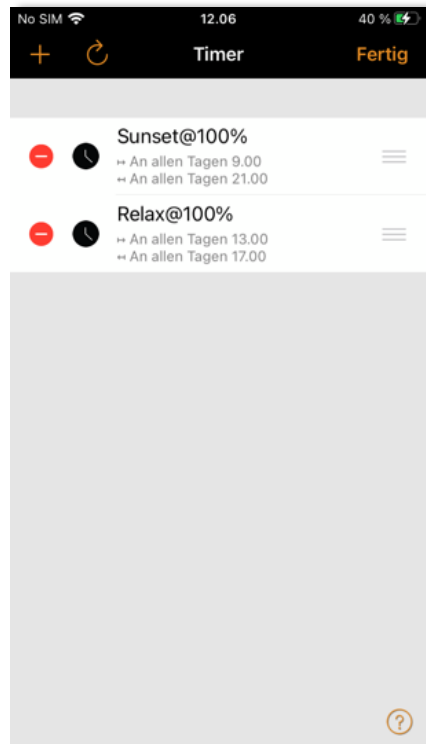 No SIM 12.06 40 %
Timer Fertig
Sunset@100%
↦ An allen Tagen 9.00
↤ An allen Tagen 21.00
Relax@100%
↦ An allen Tagen 13.00
↤ An allen Tagen 17.00
?